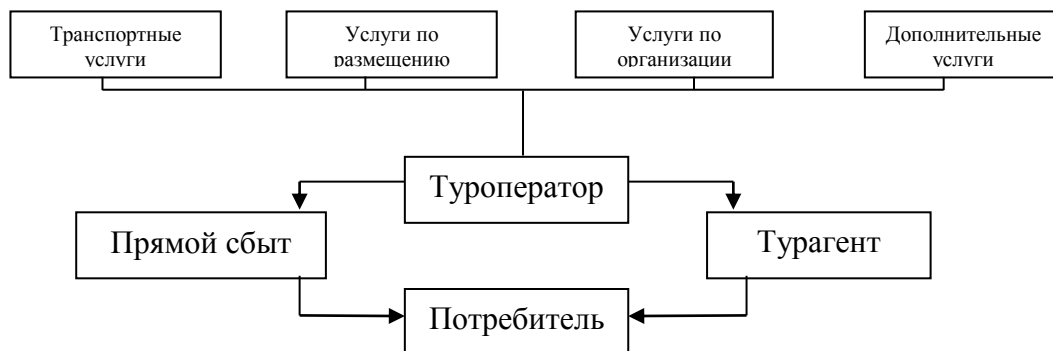 Транспортные
услуги
Услуги по
размещению
Услуги по
организации
Дополнительные
услуги
Туроператор
Прямой сбыт
Турагент
Потребитель